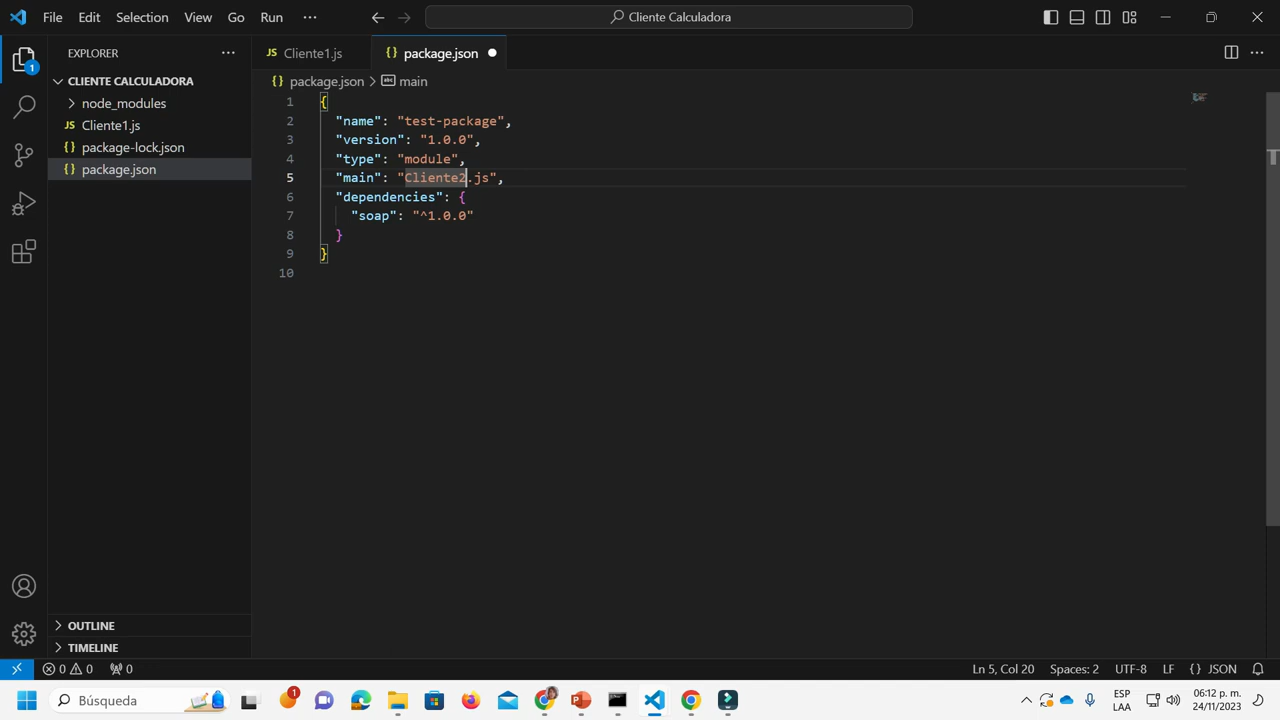 File Edit Selection View Go Run
Cliente Calculadora
EXPLORER
Cliente1.js
package.json
CLIENTE CALCULADORA
node_modules
Cliente1.js
package-lock.json
package.json
package.json > main
1 {
2 "name": "test-package",
3 "version": "1.0.0",
4 "type": "module",
5 "main": "Cliente2.js",
6 "dependencies": {
7 "soap": "^1.0.0"
8 }
9 }
10
OUTLINE
TIMELINE
0 0 0
Ln 5, Col 20 Spaces: 2 UTF-8 LF {} JSON
Búsqueda
1
1
ESP
LAA
06:12 p. m.
24/11/2023